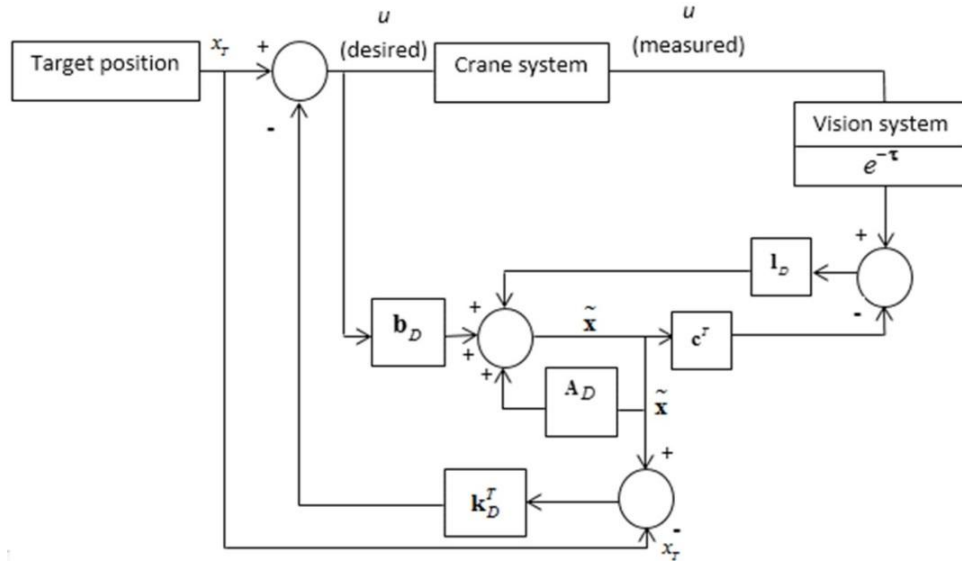 u
(desired)
u
(measured)
Target position
x_T
+
-
Crane system
Vision system
e^{-τ}
+
-
l_D
b_D
+
+
+
x̃
c^T
A_D
x̃
+
-
k_D^T
x_T